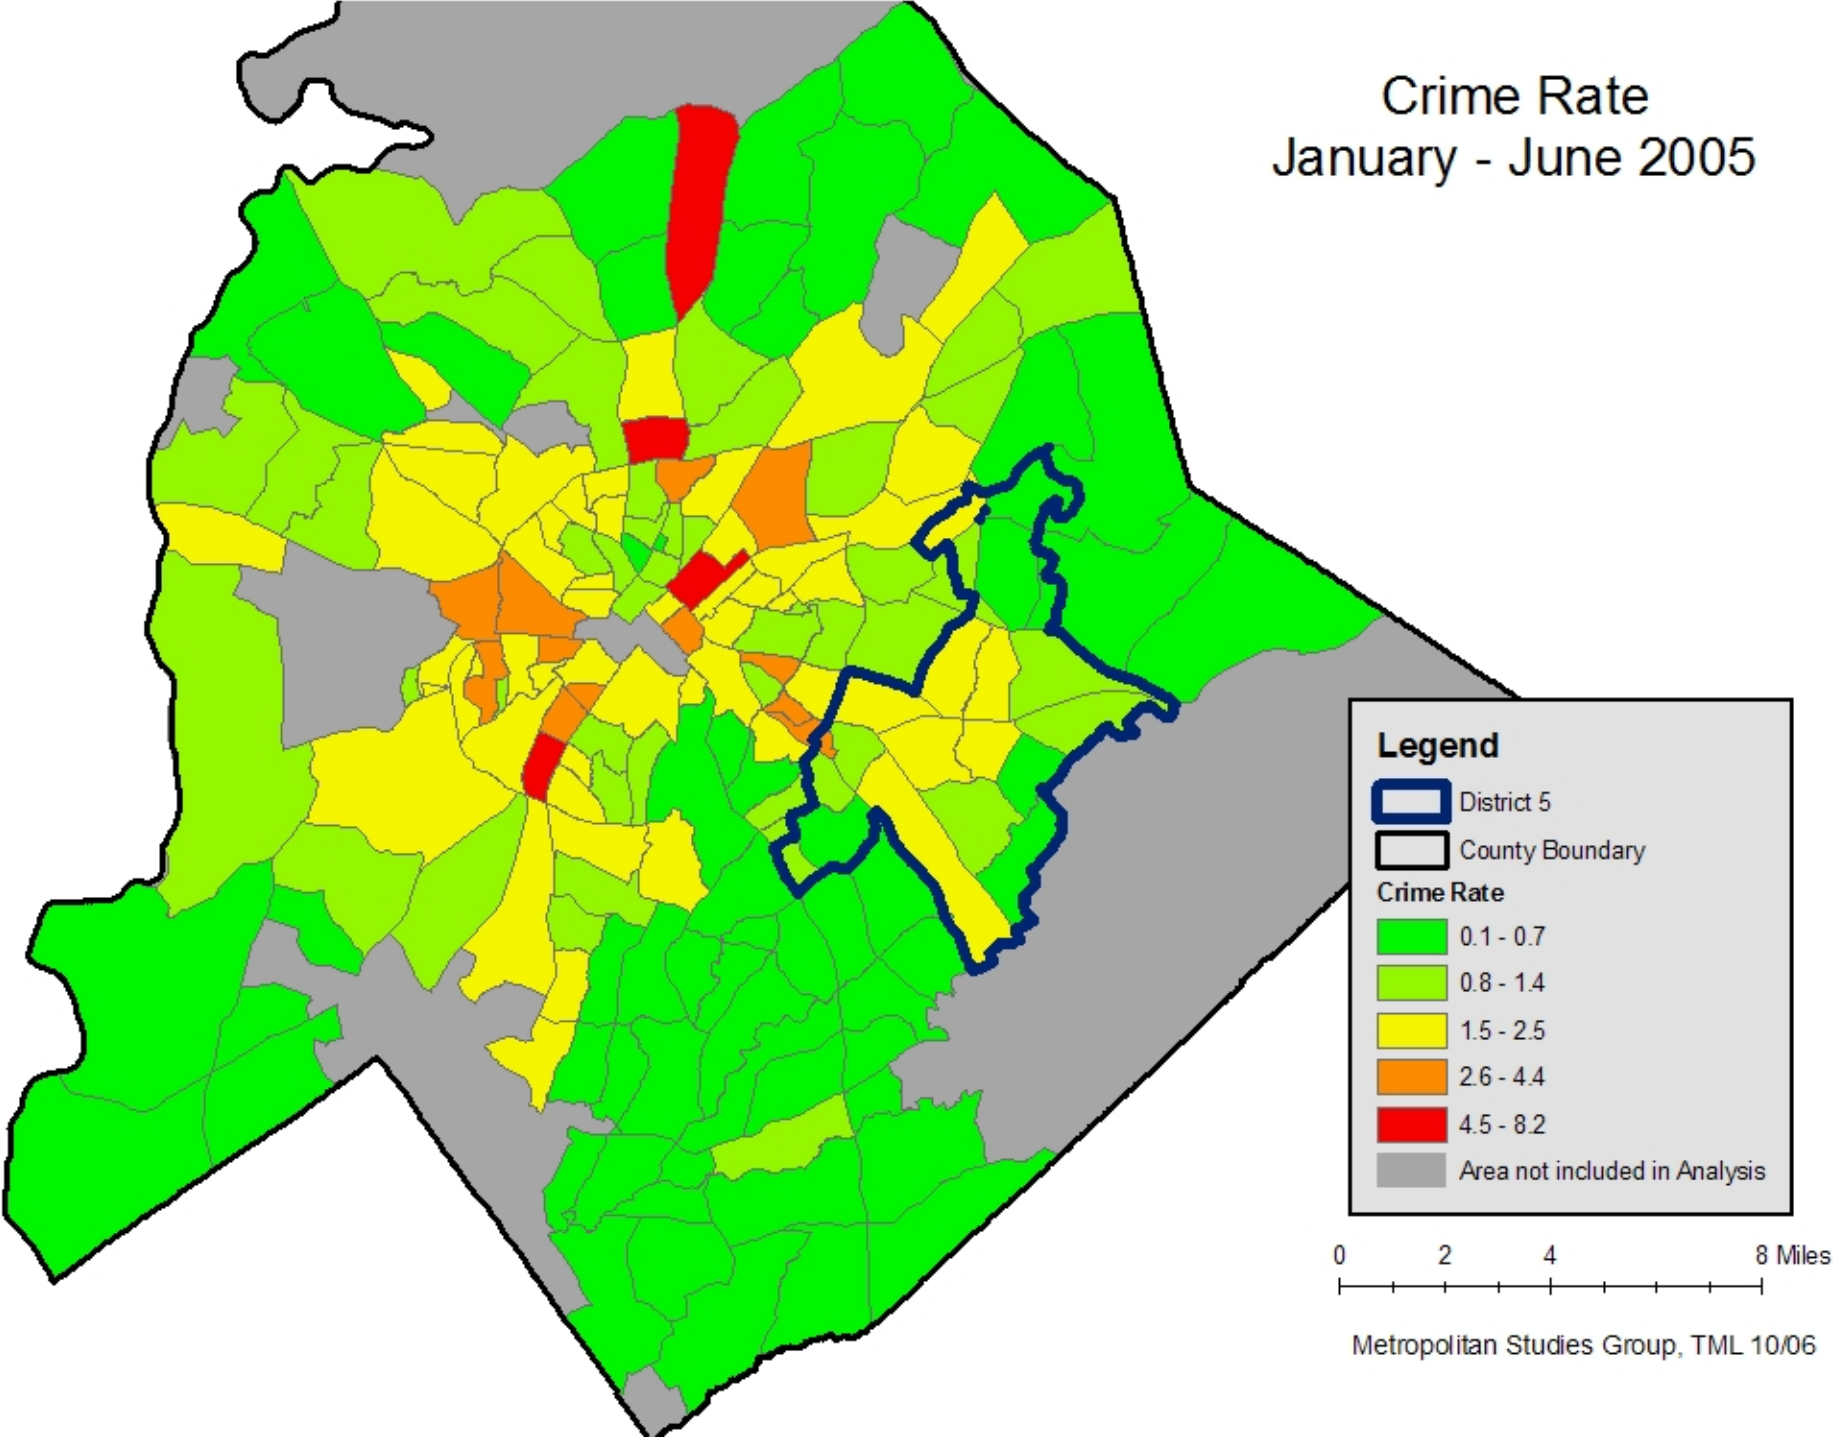 Crime Rate
January - June 2005
Legend
District 5
County Boundary
Crime Rate
0.1 - 0.7
0.8 - 1.4
1.5 - 2.5
2.6 - 4.4
4.5 - 8.2
Area not included in Analysis
0 2 4 8 Miles
Metropolitan Studies Group, TML 10/06